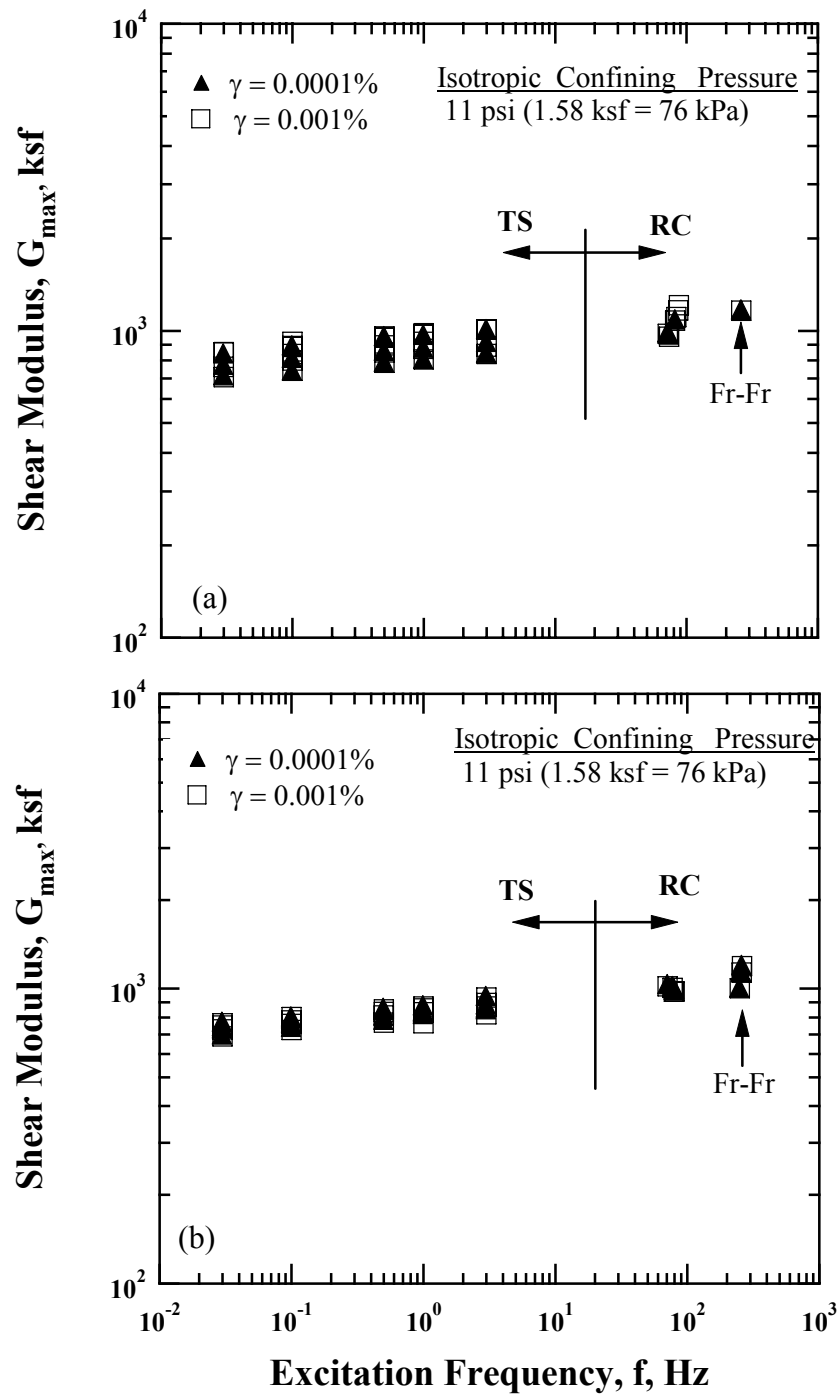 10^4
▲ γ = 0.0001%
□ γ = 0.001%
Isotropic Confining Pressure
11 psi (1.58 ksf = 76 kPa)
TS
RC
10^3
Fr-Fr
Shear Modulus, G_max, ksf
(a)
10^2
10^4
▲ γ = 0.0001%
□ γ = 0.001%
Isotropic Confining Pressure
11 psi (1.58 ksf = 76 kPa)
TS
RC
10^3
Fr-Fr
Shear Modulus, G_max, ksf
(b)
10^2
10^-2 10^-1 10^0 10^1 10^2 10^3
Excitation Frequency, f, Hz